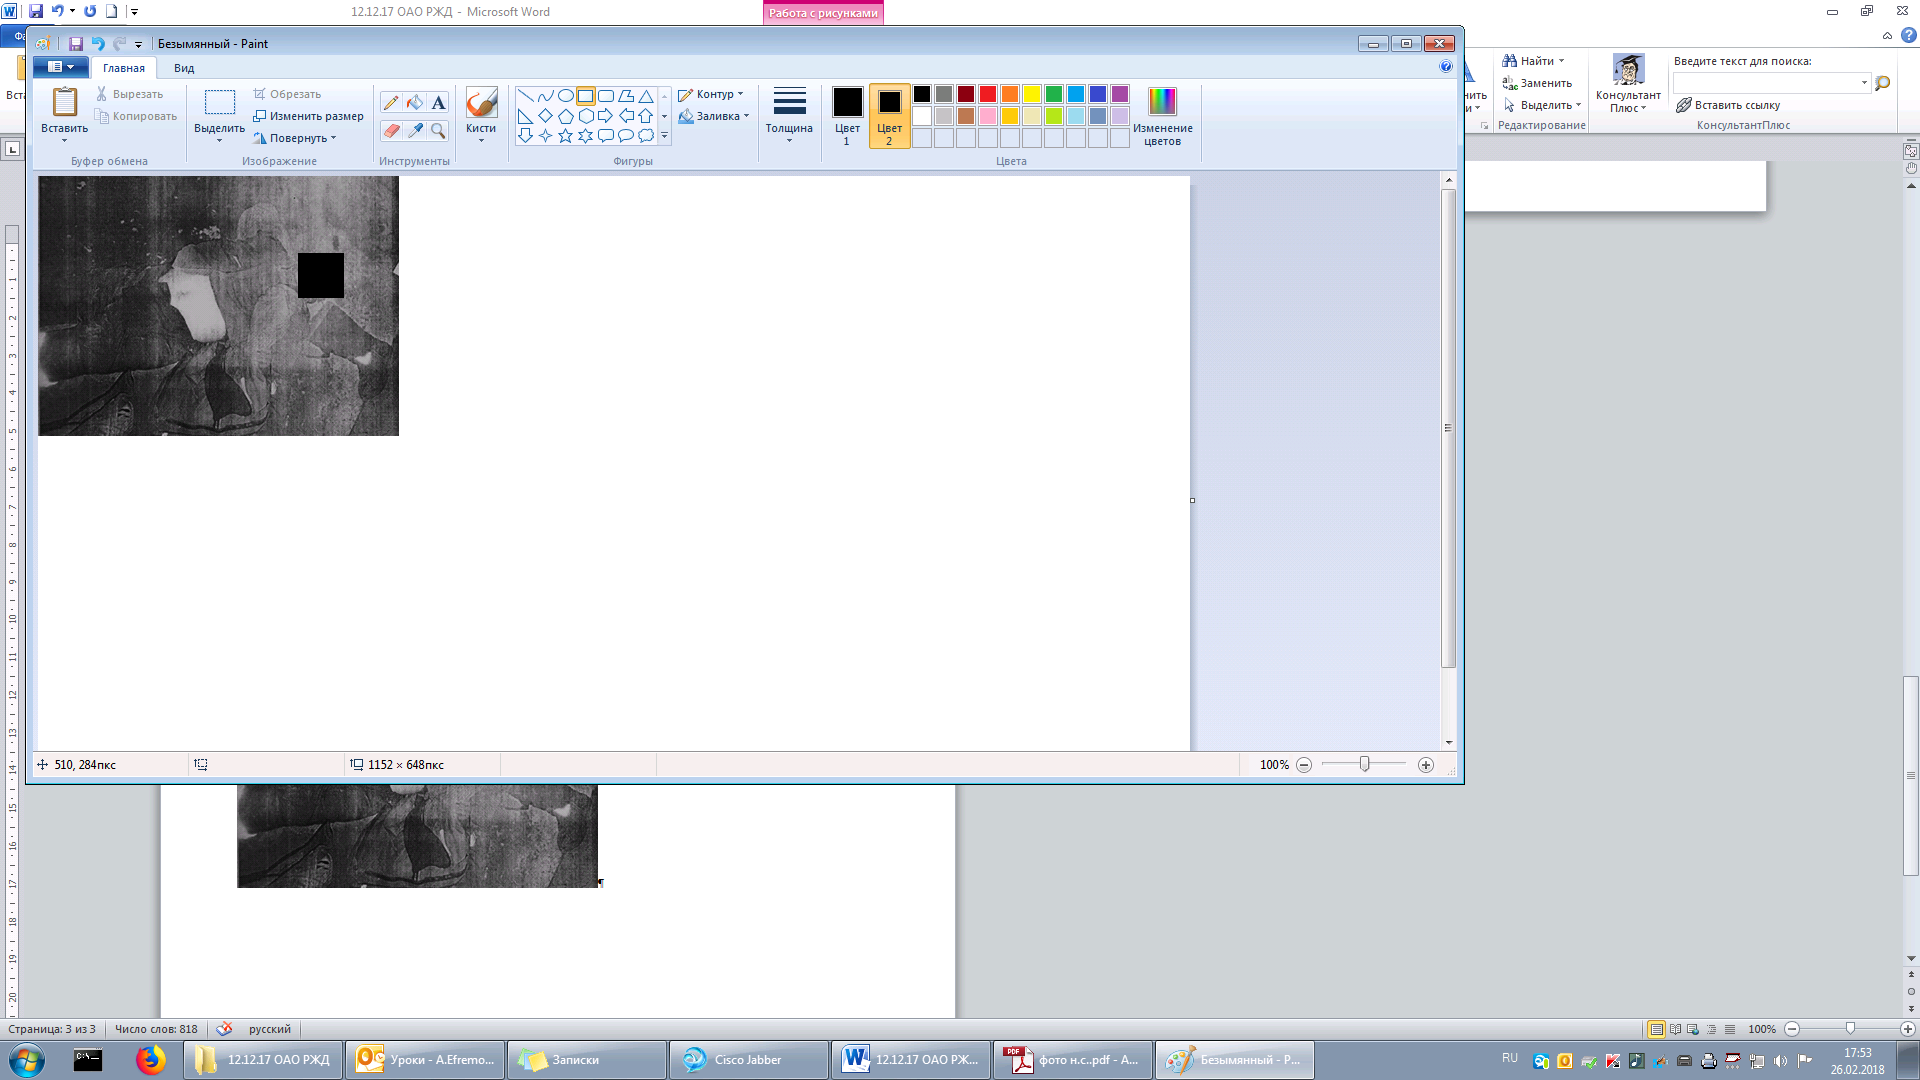 12.12.17 ОАО РЖД - Microsoft Word
Работа с рисунками
Безымянный - Paint
Главная
Вид
Вставить
Вырезать
Копировать
Буфер обмена
Выделить
Обрезать
Изменить размер
Повернуть
Изображение
Инструменты
Кисти
Фигуры
Контур
Заливка
Толщина
Цвет 1
Цвет 2
Изменение цветов
Цвета
Найти
Заменить
Выделить
Редактирование
Консультант Плюс
Введите текст для поиска:
Вставить ссылку
КонсультантПлюс
510, 284пкс
1152 × 648пкс
100%
Страница: 3 из 3
Число слов: 818
русский
100%
12.12.17 ОАО РЖД
Уроки - A.Efremo...
Записки
Cisco Jabber
12.12.17 ОАО РЖ...
фото н.с..pdf - A...
Безымянный - P...
RU
17:53
26.02.2018